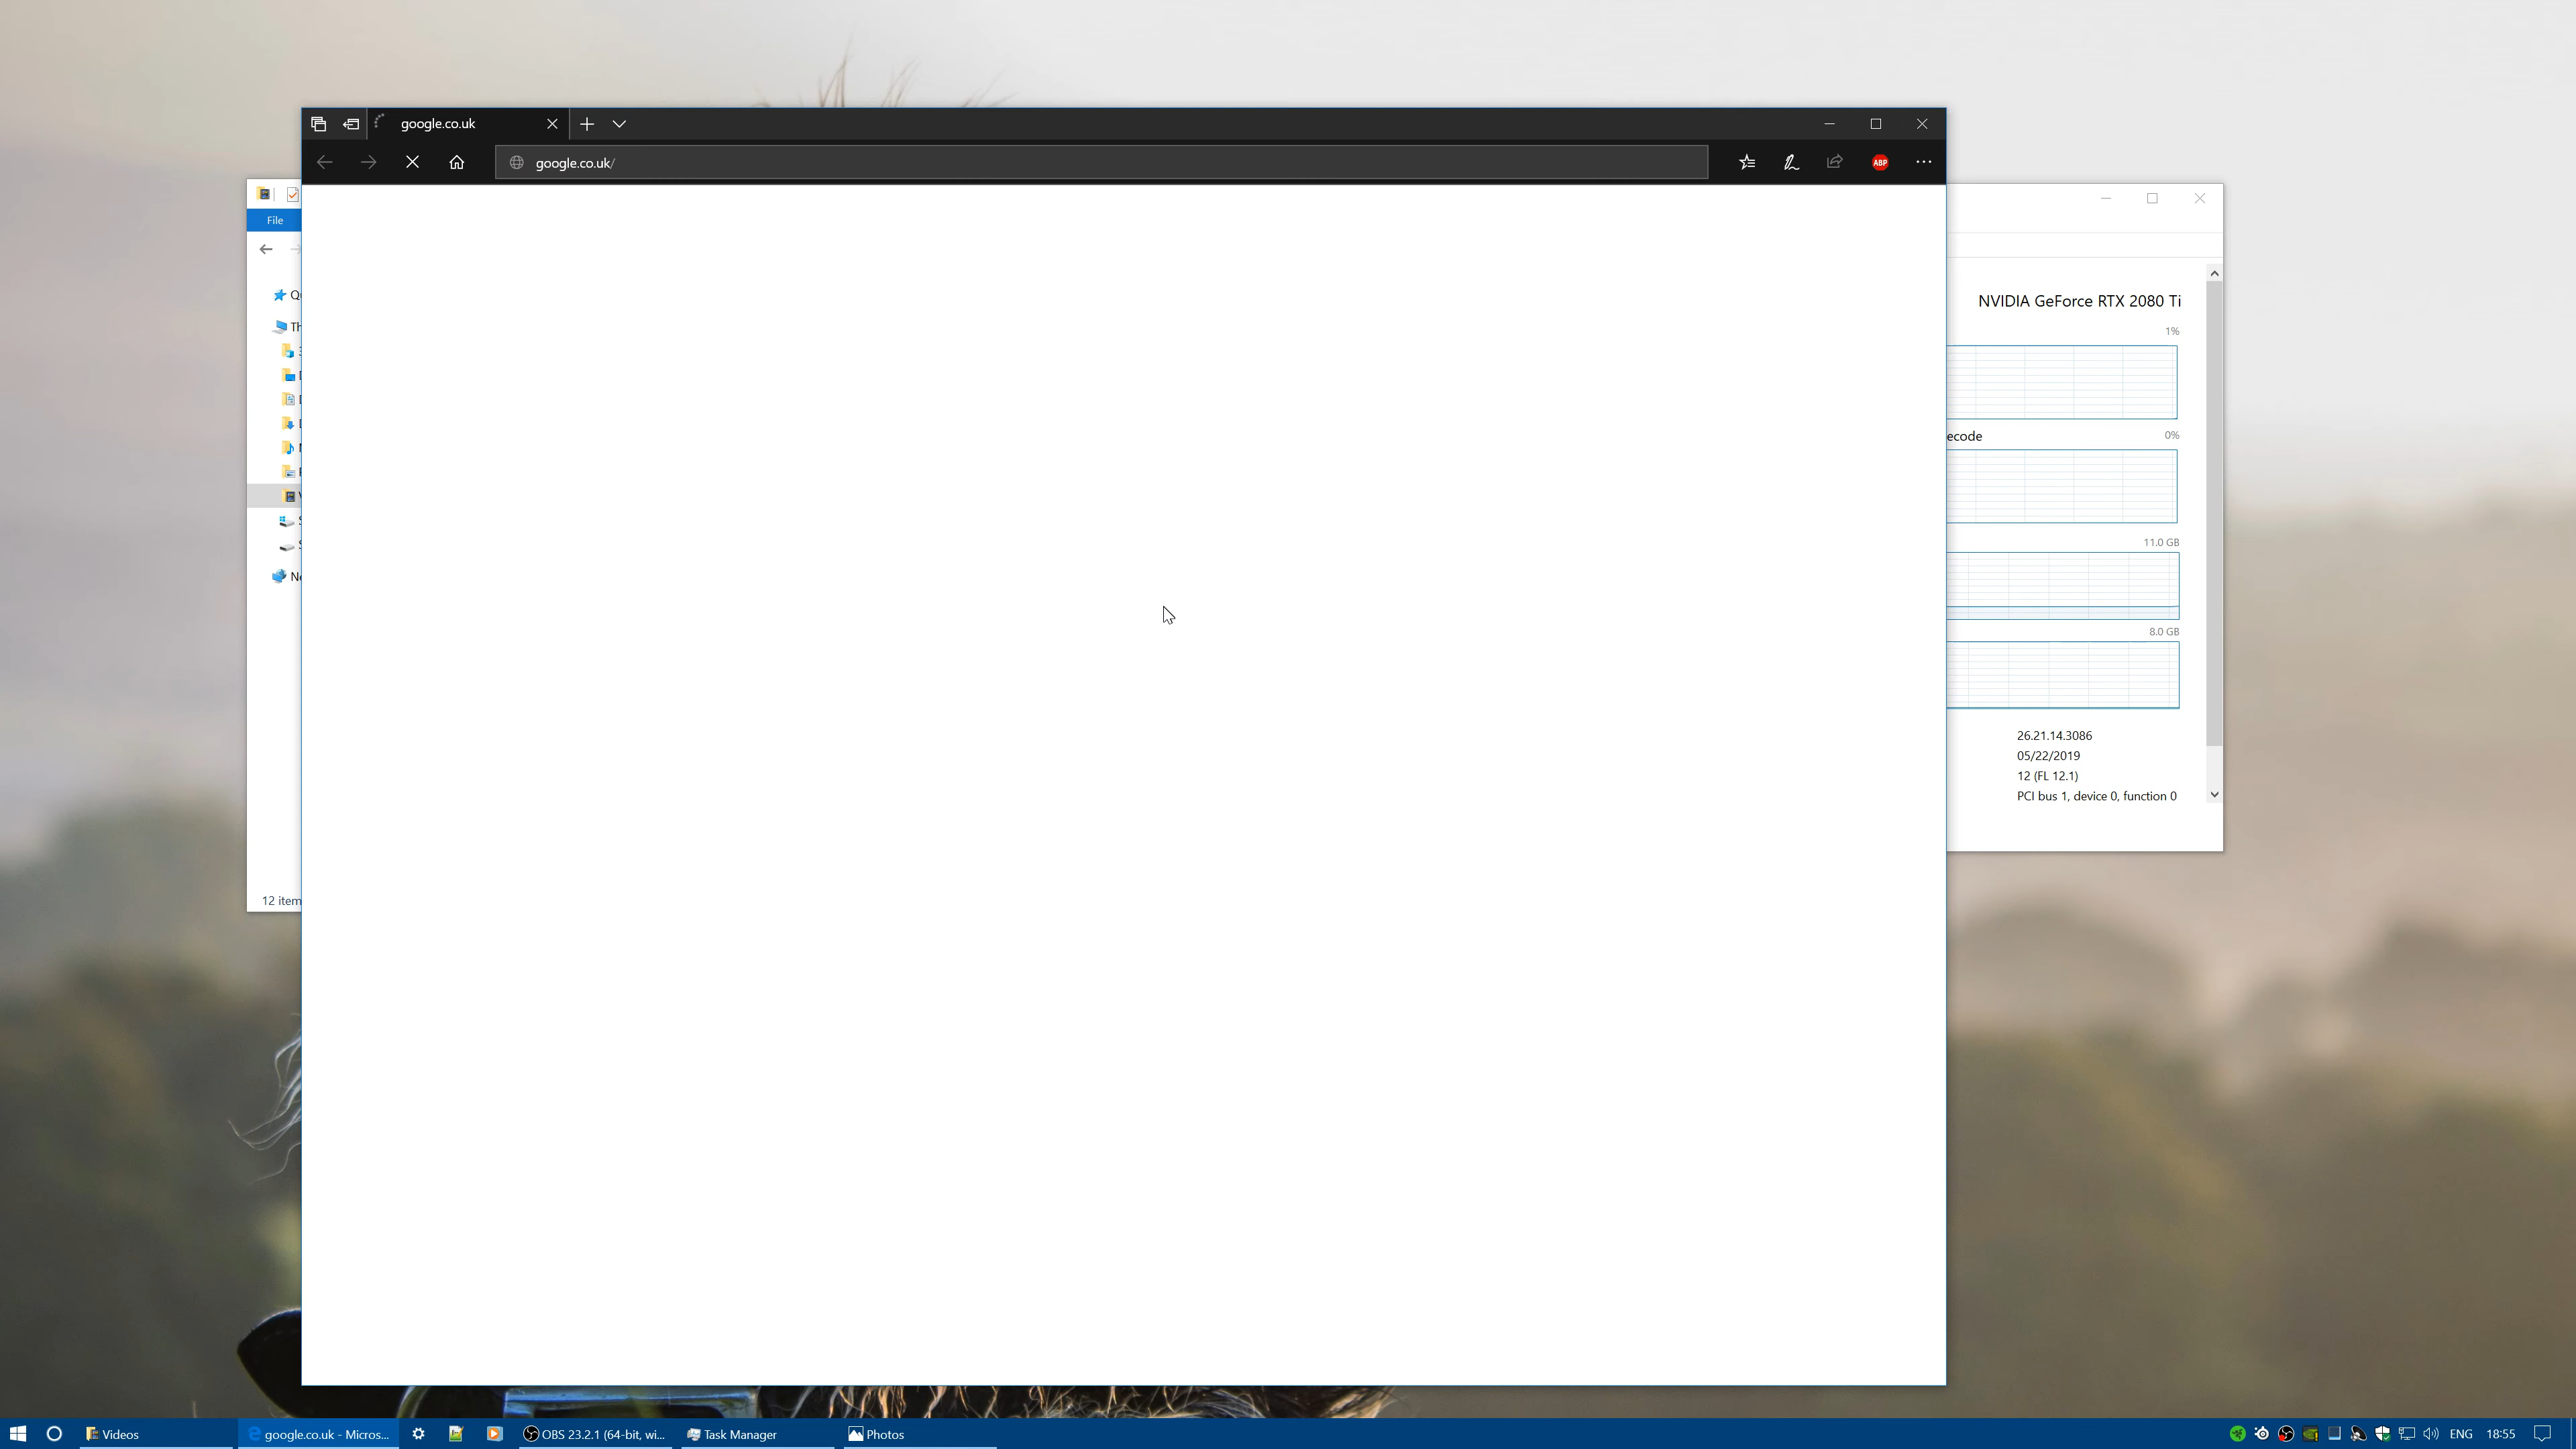 google.co.uk
google.co.uk/
ABP
File
12 item
NVIDIA GeForce RTX 2080 Ti
1%
ecode
0%
11.0 GB
8.0 GB
26.21.14.3086
05/22/2019
12 (FL 12.1)
PCI bus 1, device 0, function 0
Videos
google.co.uk - Micros...
OBS 23.2.1 (64-bit, wi...
Task Manager
Photos
ENG
18:55